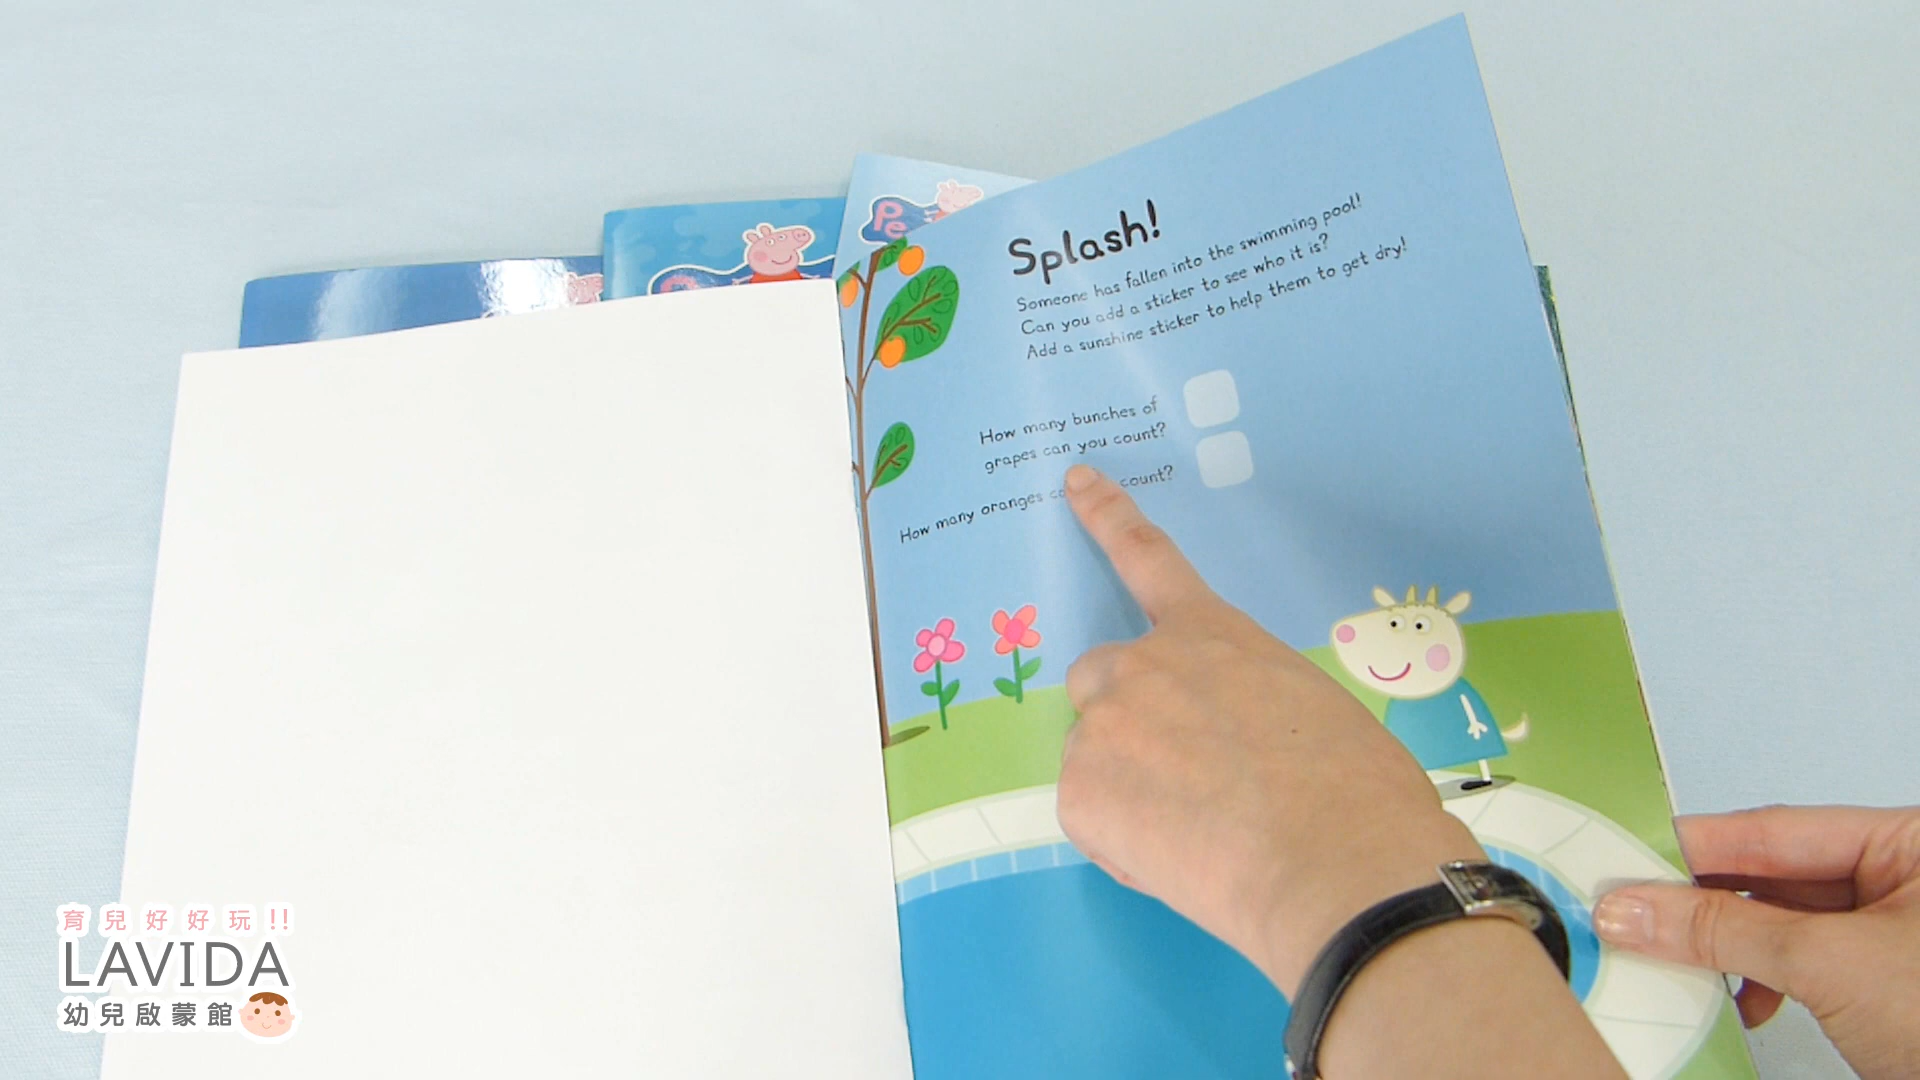 Pe
Splash!
Someone has fallen into the swimming pool!
Can you add a sticker to see who it is?
Add a sunshine sticker to help them to get dry!
How many bunches of
grapes can you count?
How many oranges count?
育兒好好玩!!
LAVIDA
幼兒啟蒙館